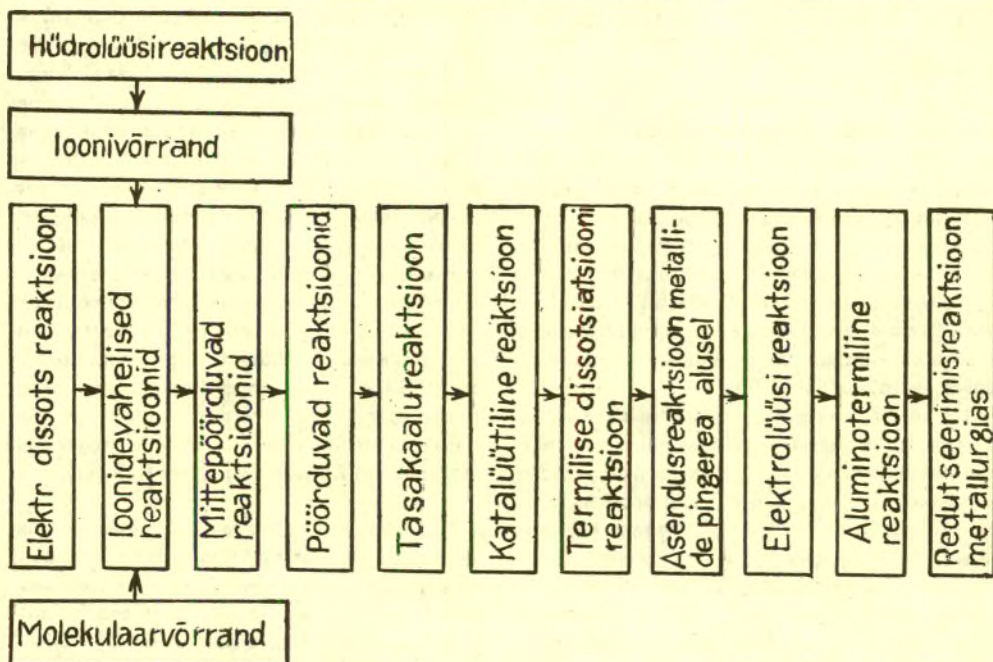 Hüdrolüüsireaktsioon
Ioonivõrrand
Elektr dissots reaktsioon
Ioonidevahelised
reaktsioonid
Mittepöörduvad
reaktsioonid
Pöörduvad reaktsioonid
Tasakaalureaktsioon
Katalüütiline reaktsioon
Termilise dissotsiatsiooni
reaktsioon
Asendusreaktsioon metalli-
de pingerea alusel
Elektrolüüsi reaktsioon
Aluminotermiline
reaktsioon
Redutseerimisreaktsioon
metallurgias
Molekulaarvõrrand